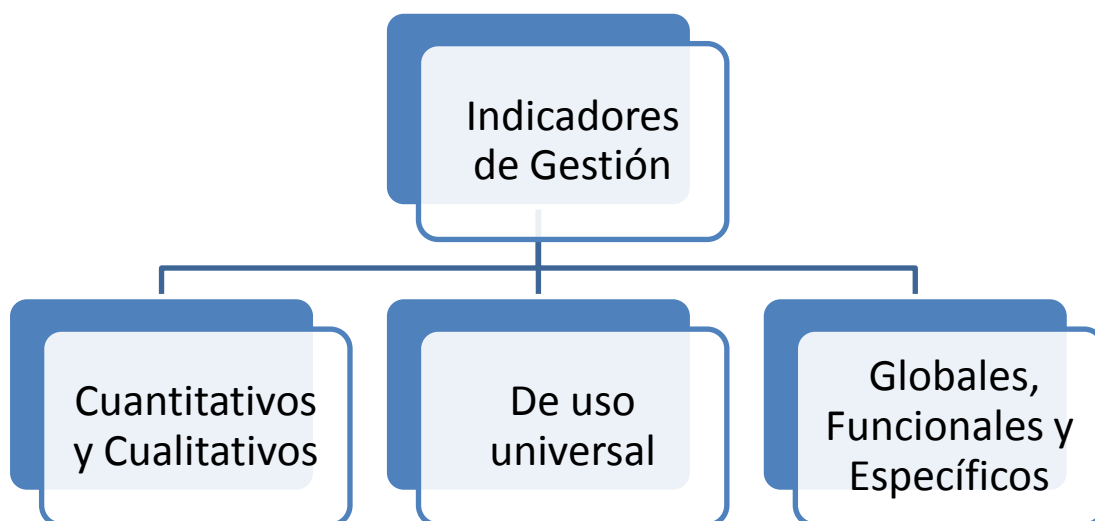 Indicadores
de Gestión
Cuantitativos
y Cualitativos
De uso
universal
Globales,
Funcionales y
Específicos